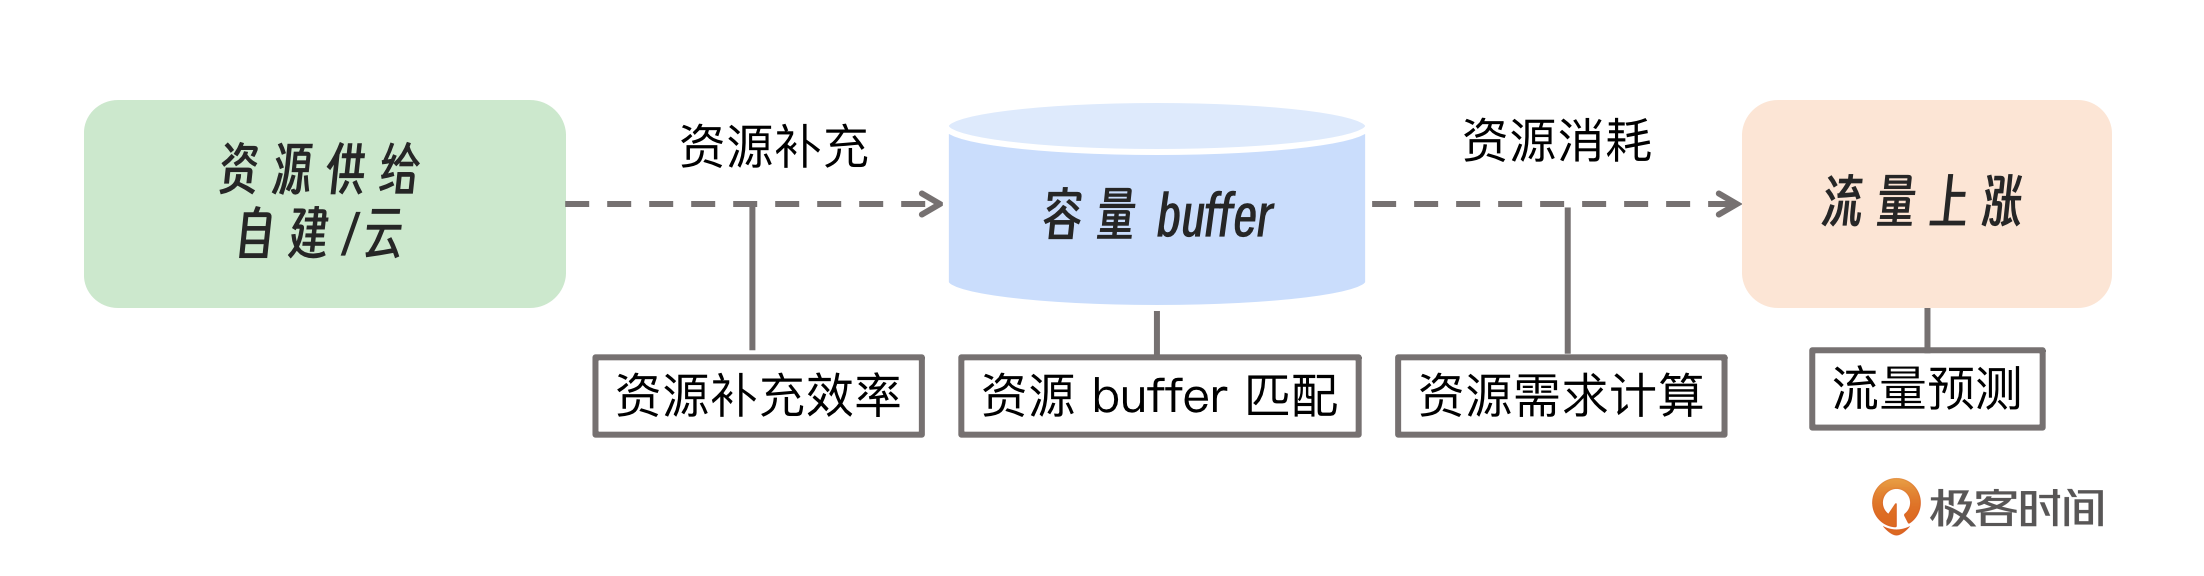 资源供给
自建/云
资源补充
容量 buffer
资源消耗
流量上涨
资源补充效率
资源 buffer 匹配
资源需求计算
流量预测
极客时间